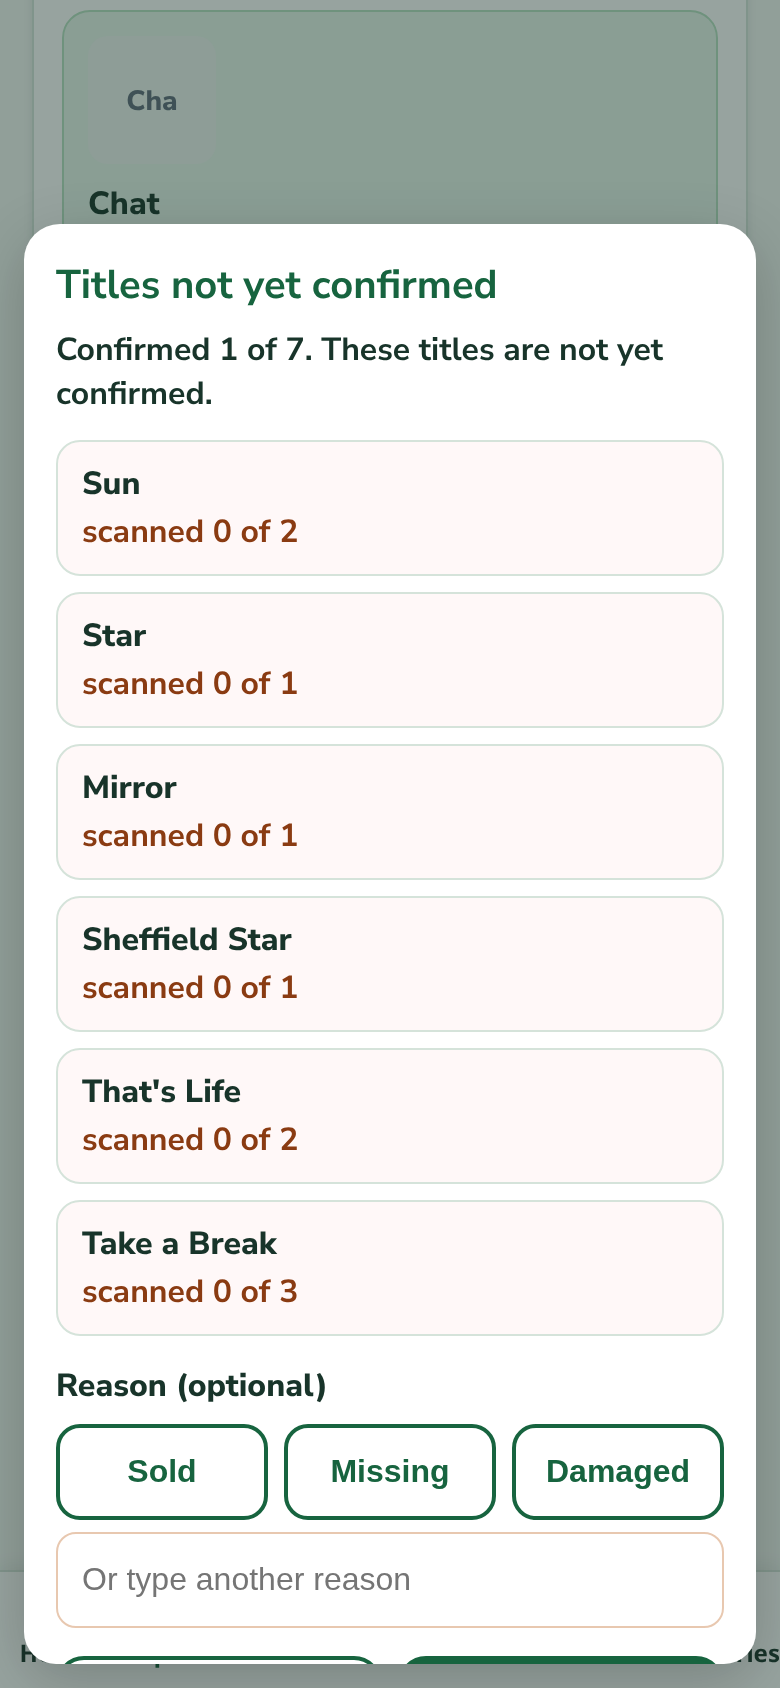 Cha
Chat
Titles not yet confirmed
Confirmed 1 of 7. These titles are not yet
confirmed.
Sun
scanned 0 of 2
Star
scanned 0 of 1
Mirror
scanned 0 of 1
Sheffield Star
scanned 0 of 1
That's Life
scanned 0 of 2
Take a Break
scanned 0 of 3
Reason (optional)
Sold
Missing
Damaged
Or type another reason